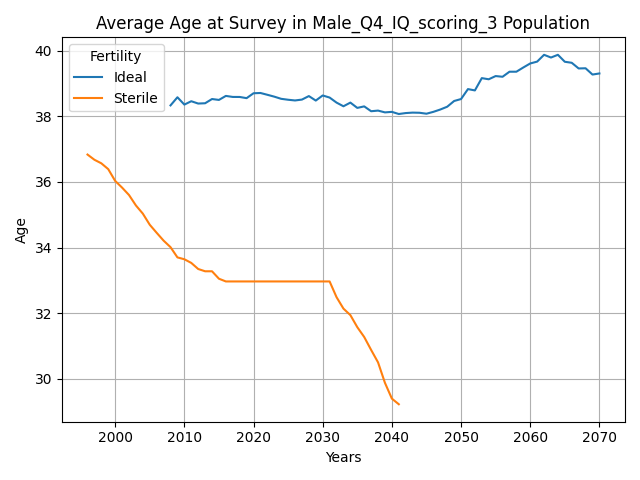 Average Age at Survey in Male_Q4_IQ_scoring_3 Population
Fertility
Ideal
Sterile
Age
40
38
36
34
32
30
2000 2010 2020 2030 2040 2050 2060 2070
Years